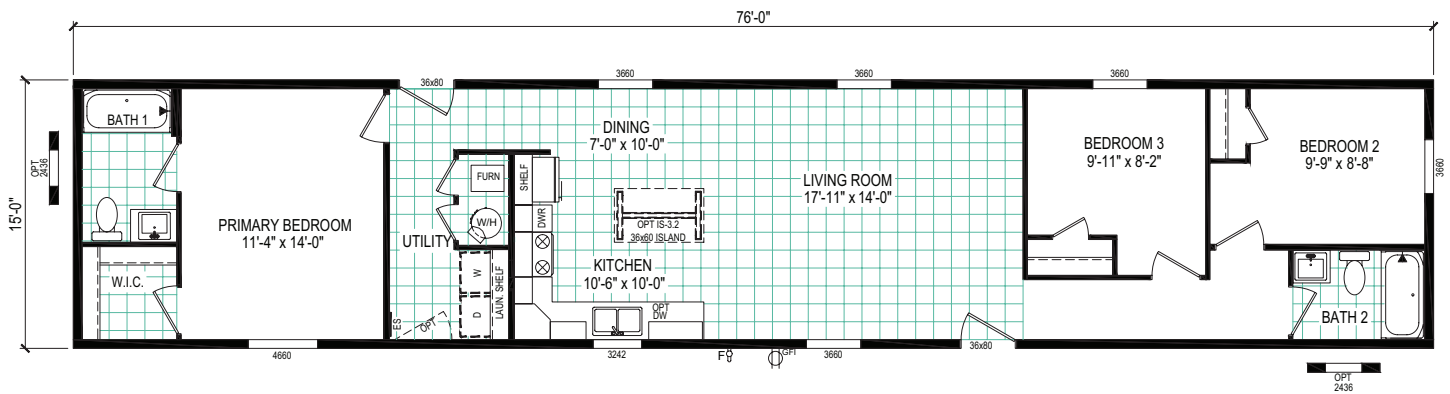 76'-0"
36x80
3660
3660
3660
BATH 1
OPT
2436
15'-0"
PRIMARY BEDROOM
11'-4" x 14'-0"
W.I.C.
4660
UTILITY
FURN
W/H
W
D
LAUN. SHELF
ES
OPT
SHELF
DWR
DINING
7'-0" x 10'-0"
OPT IS-3.2
36x60 ISLAND
KITCHEN
10'-6" x 10'-0"
OPT
DW
3242
F
GFI
3660
LIVING ROOM
17'-11" x 14'-0"
36x80
BEDROOM 3
9'-11" x 8'-2"
BEDROOM 2
9'-9" x 8'-8"
3660
BATH 2
OPT
2436